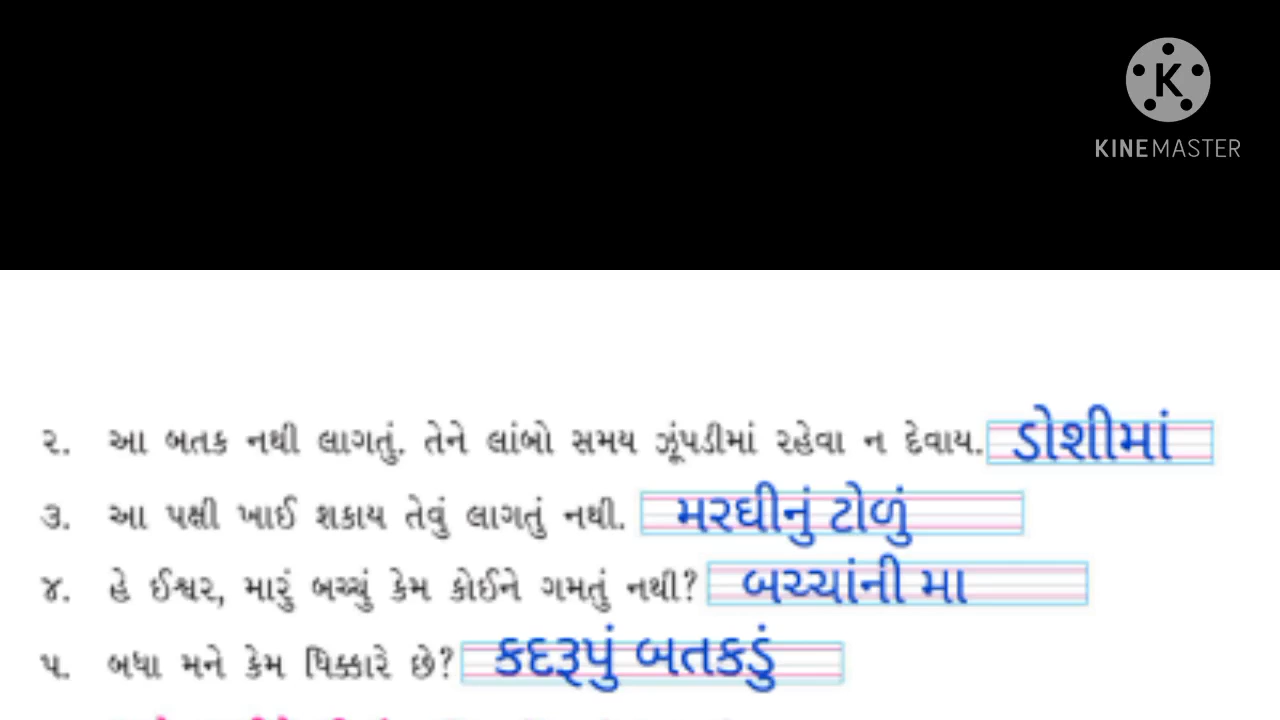 K
KINEMASTER
૨. આ બતક નથી લાગતું. તેને લાંબો સમય ઝૂંપડીમાં રહેવા ન દેવાય. ડોશીમાં
૩. આ પક્ષી ખાઈ શકાય તેવું લાગતું નથી. મરઘીનું ટોળું
૪. હે ઈશ્વર, મારું બચ્ચું કેમ કોઈને ગમતું નથી? બચ્ચાંની મા
૫. બધા મને કેમ ધિક્કારે છે? કદરૂપું બતકડું